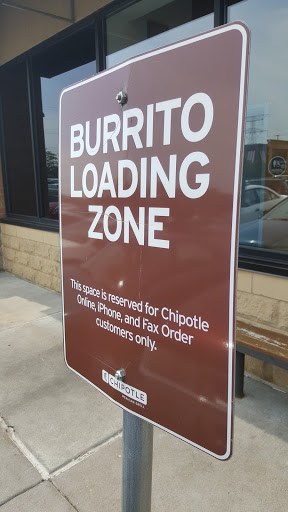 BURRITO
LOADING
ZONE
This space is reserved for Chipotle
Online, iPhone, and Fax Order
customers only.
CHIPOTLE